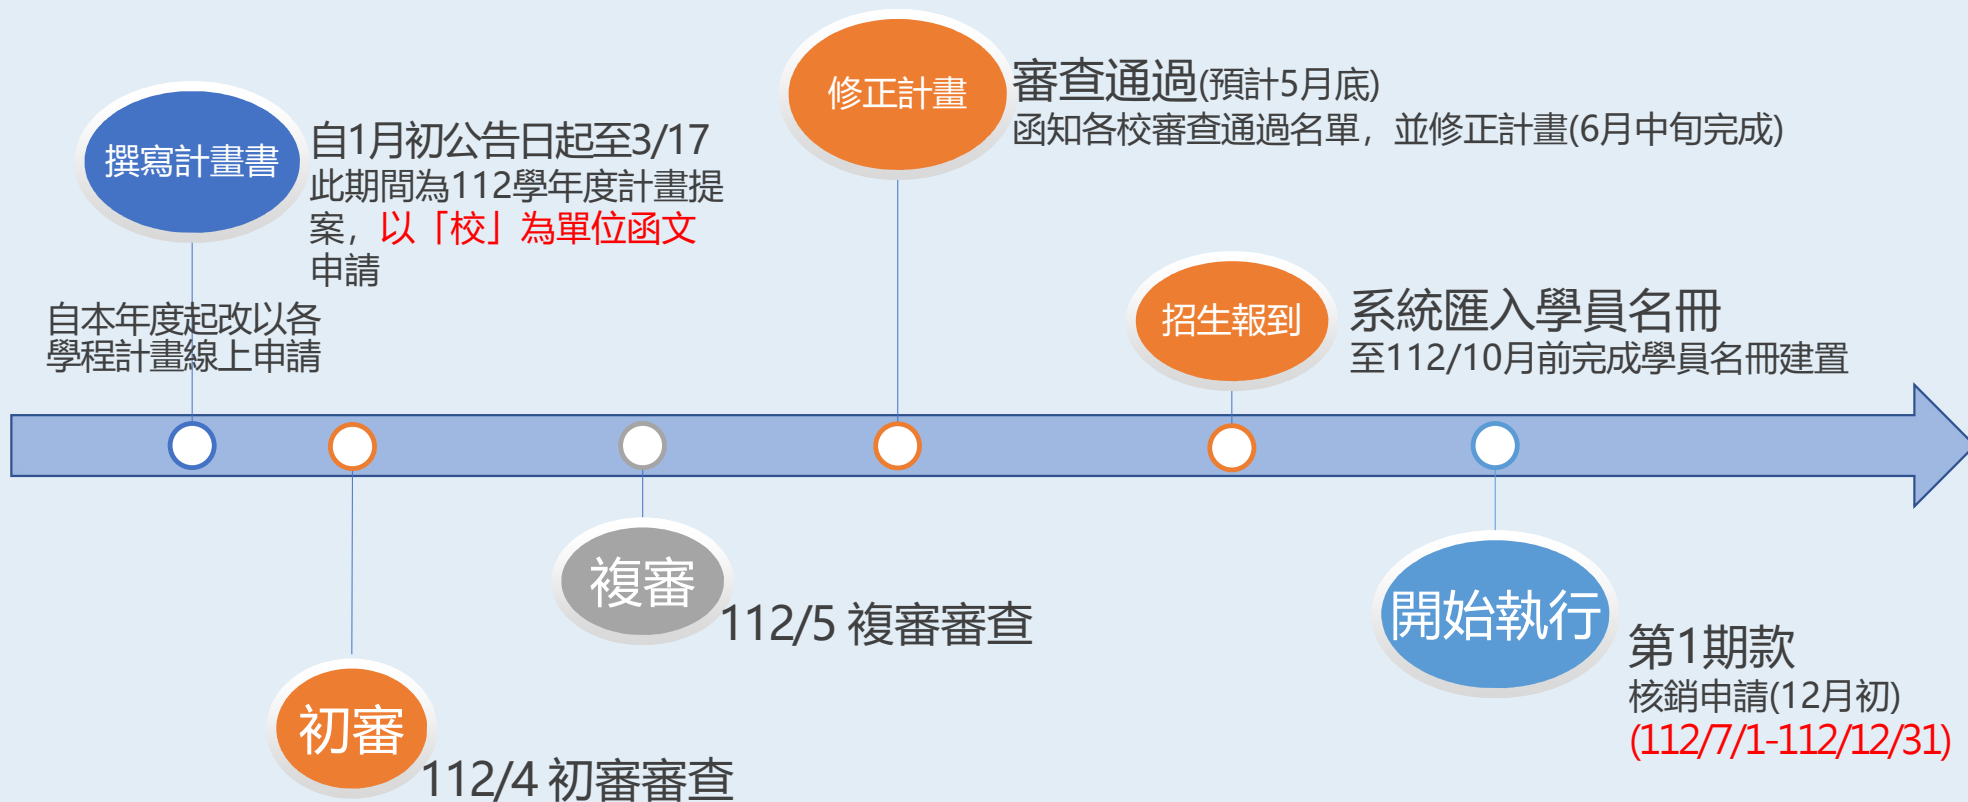 撰寫計畫書
自1月初公告日起至3/17
此期間為112學年度計畫提
案，以「校」為單位函文
申請
自本年度起改以各
學程計畫線上申請
初審
112/4 初審審查
複審
112/5 複審審查
修正計畫
審查通過(預計5月底)
函知各校審查通過名單，並修正計畫(6月中旬完成)
招生報到
系統匯入學員名冊
至112/10月前完成學員名冊建置
開始執行
第1期款
核銷申請(12月初)
(112/7/1-112/12/31)